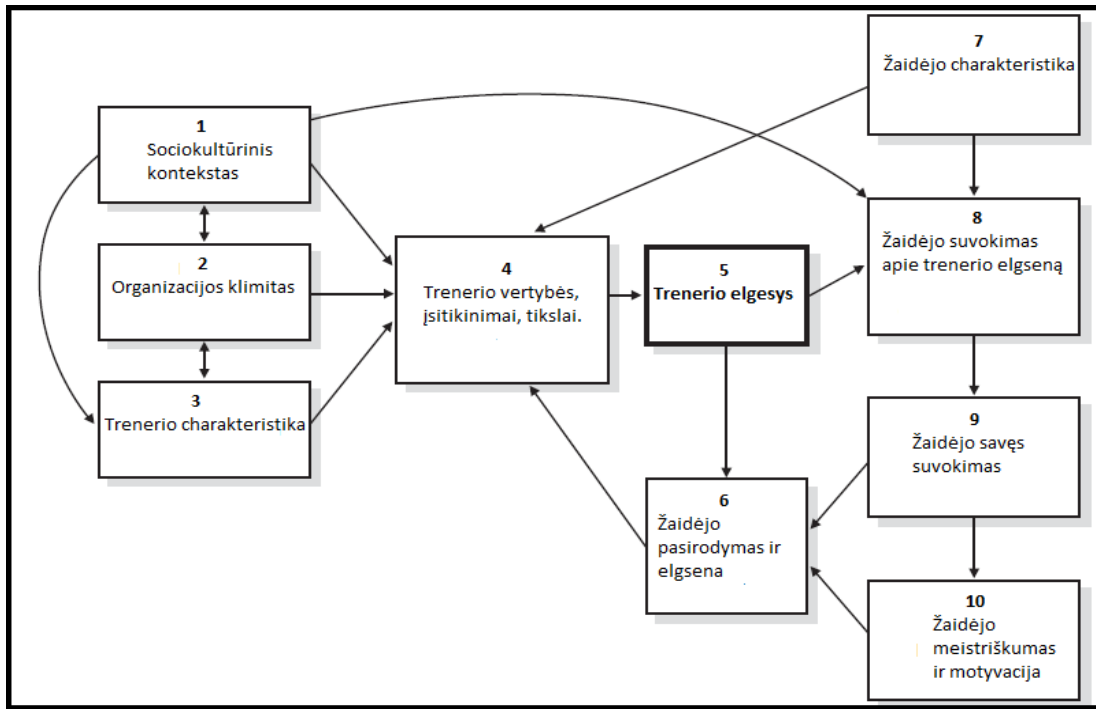 1
Sociokultūrinis
kontekstas
2
Organizacijos klimitas
3
Trenerio charakteristika
4
Trenerio vertybės,
įsitikinimai, tikslai.
5
Trenerio elgesys
6
Žaidėjo
pasirodymas ir
elgsena
7
Žaidėjo charakteristika
8
Žaidėjo suvokimas
apie trenerio elgseną
9
Žaidėjo savęs
suvokimas
10
Žaidėjo
meistriškumas
ir motyvacija